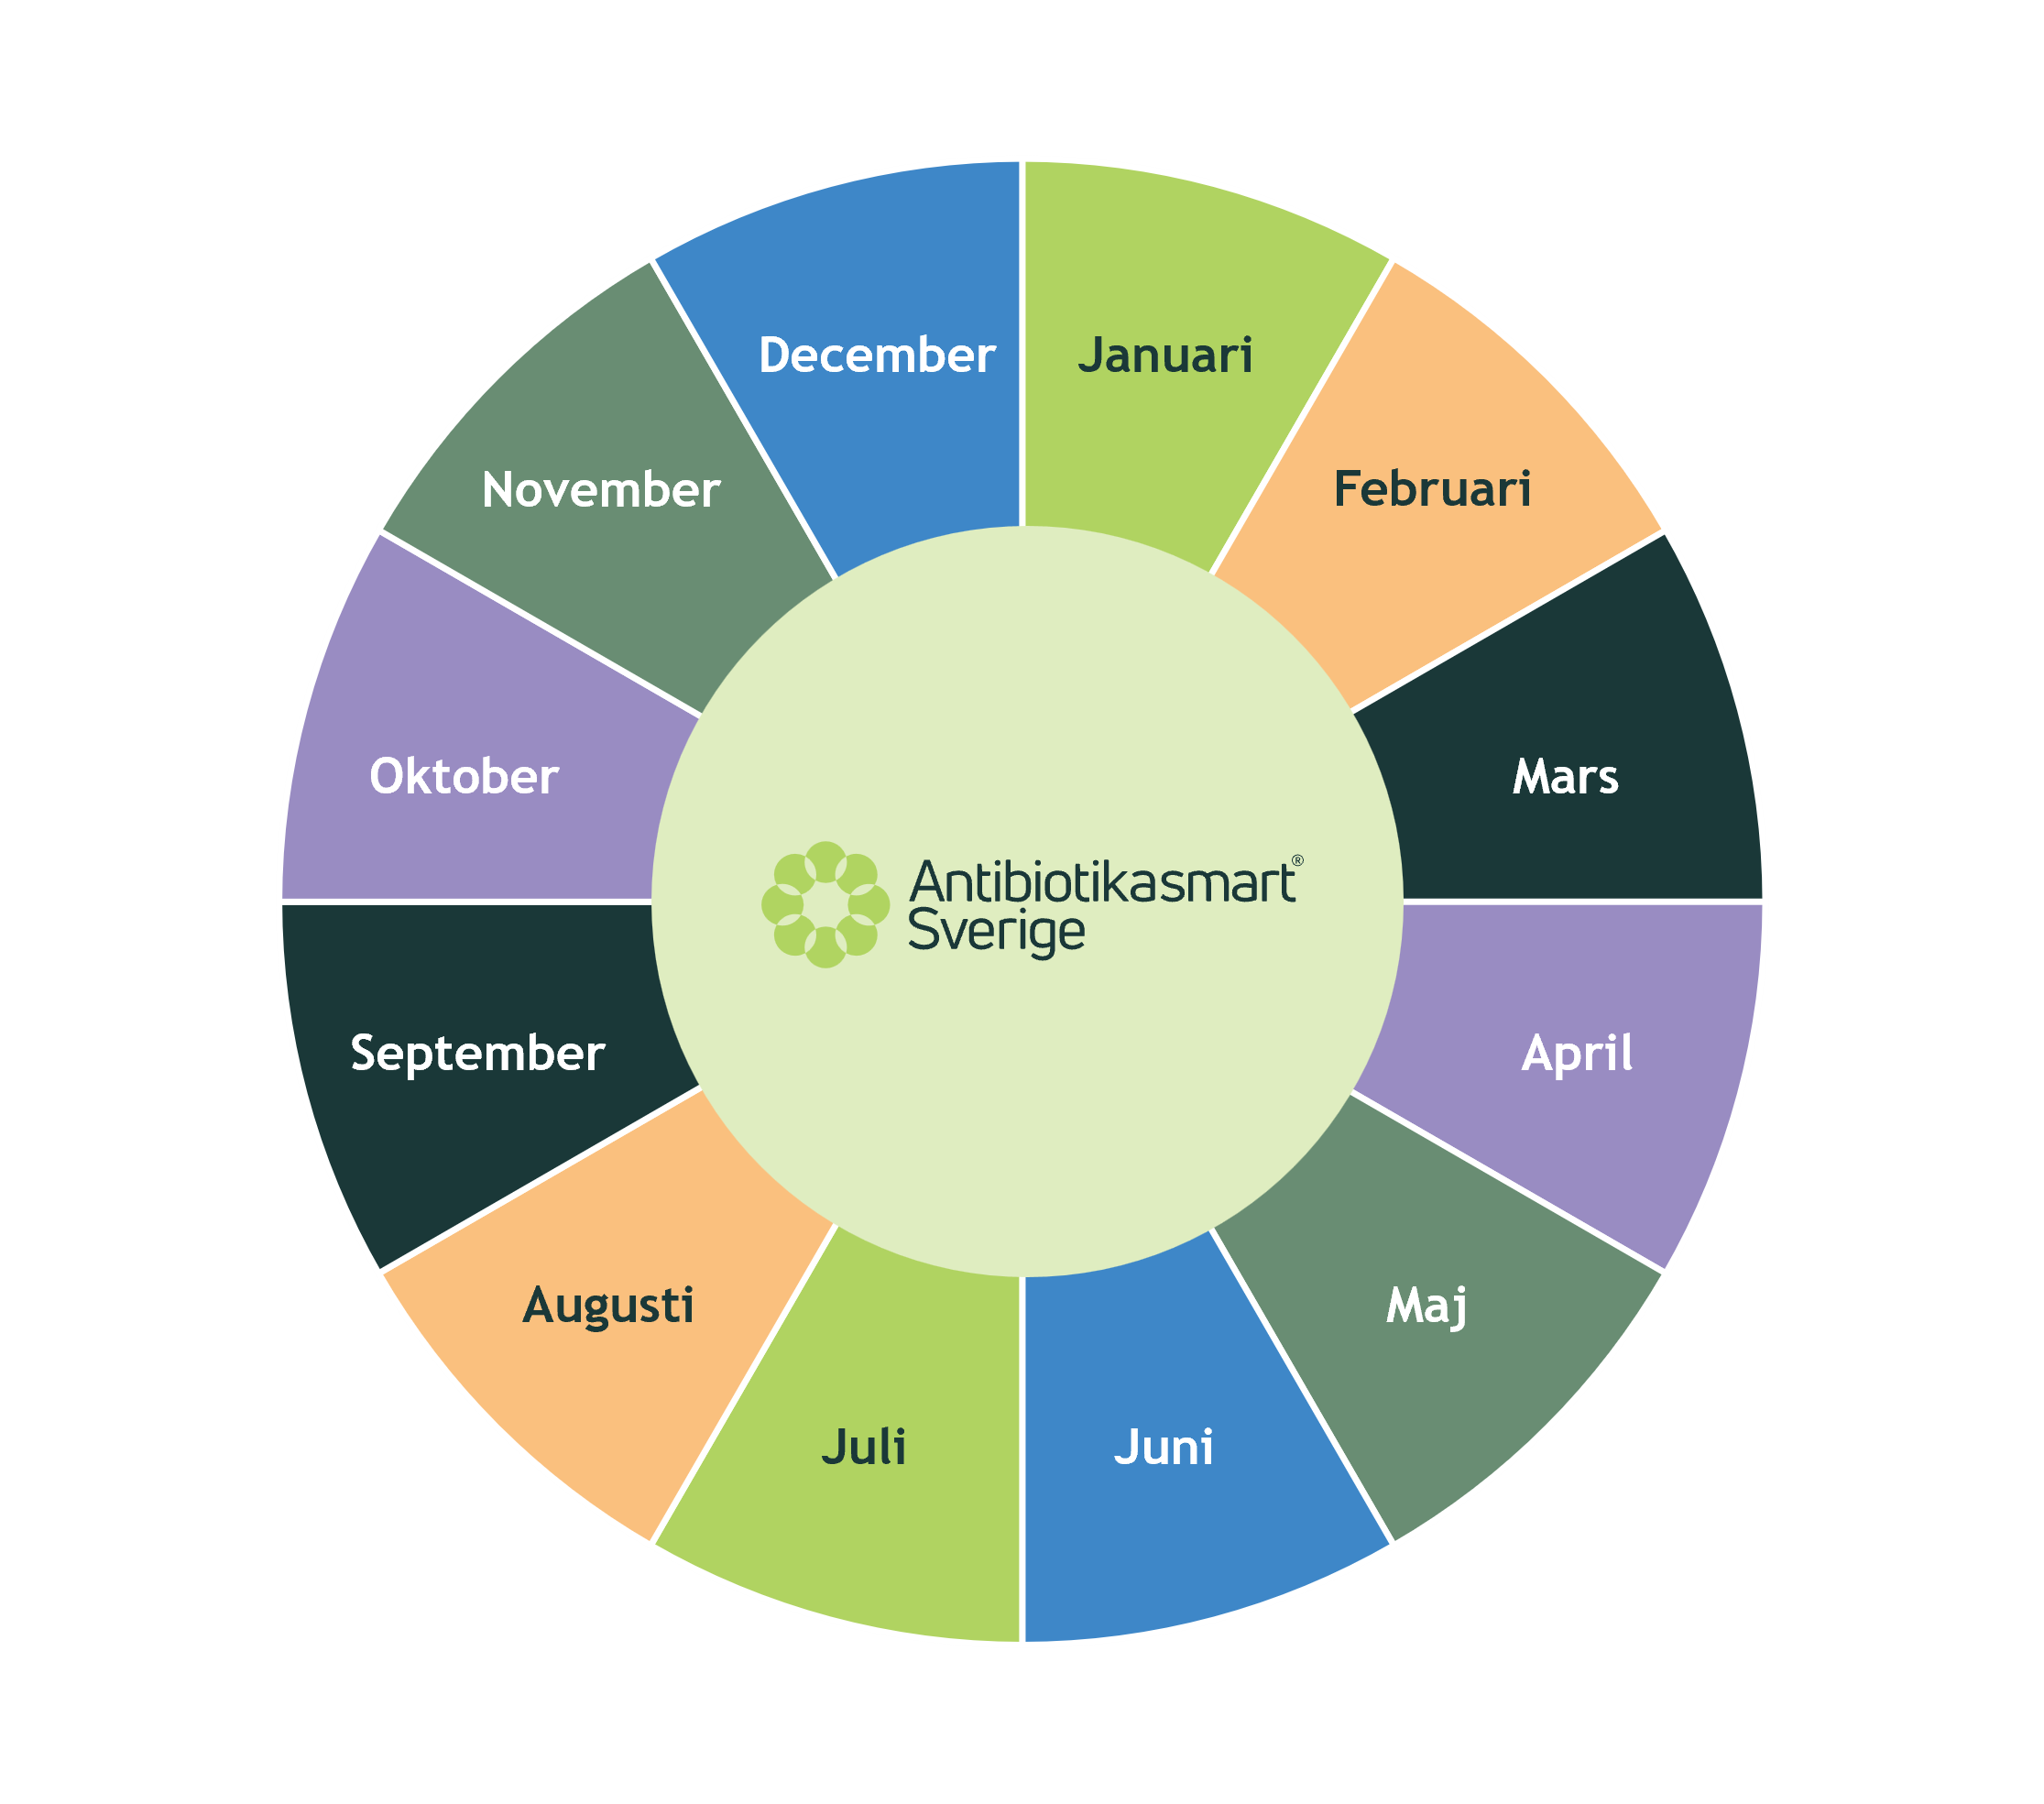 Januari
Februari
Mars
April
Maj
Juni
Juli
Augusti
September
Oktober
November
December
Antibiotikasmart®
Sverige